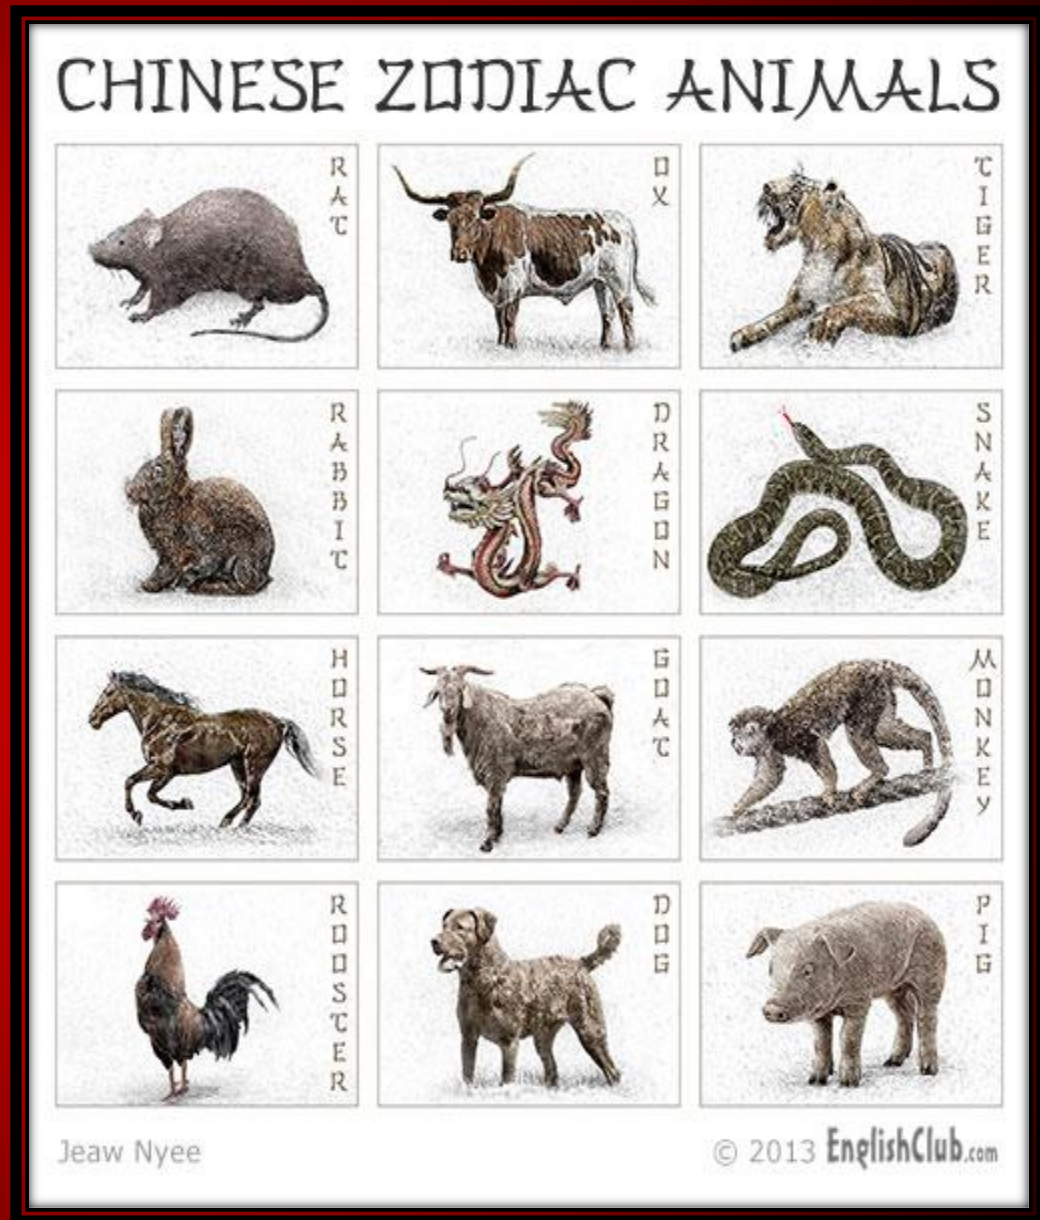 CHINESE ZODIAC ANIMALS
RAT
OX
TIGER
RABBIT
DRAGON
SNAKE
HORSE
GOAT
MONKEY
ROOSTER
DOG
PIG
Jeaw Nyee
© 2013 EnglishClub.com